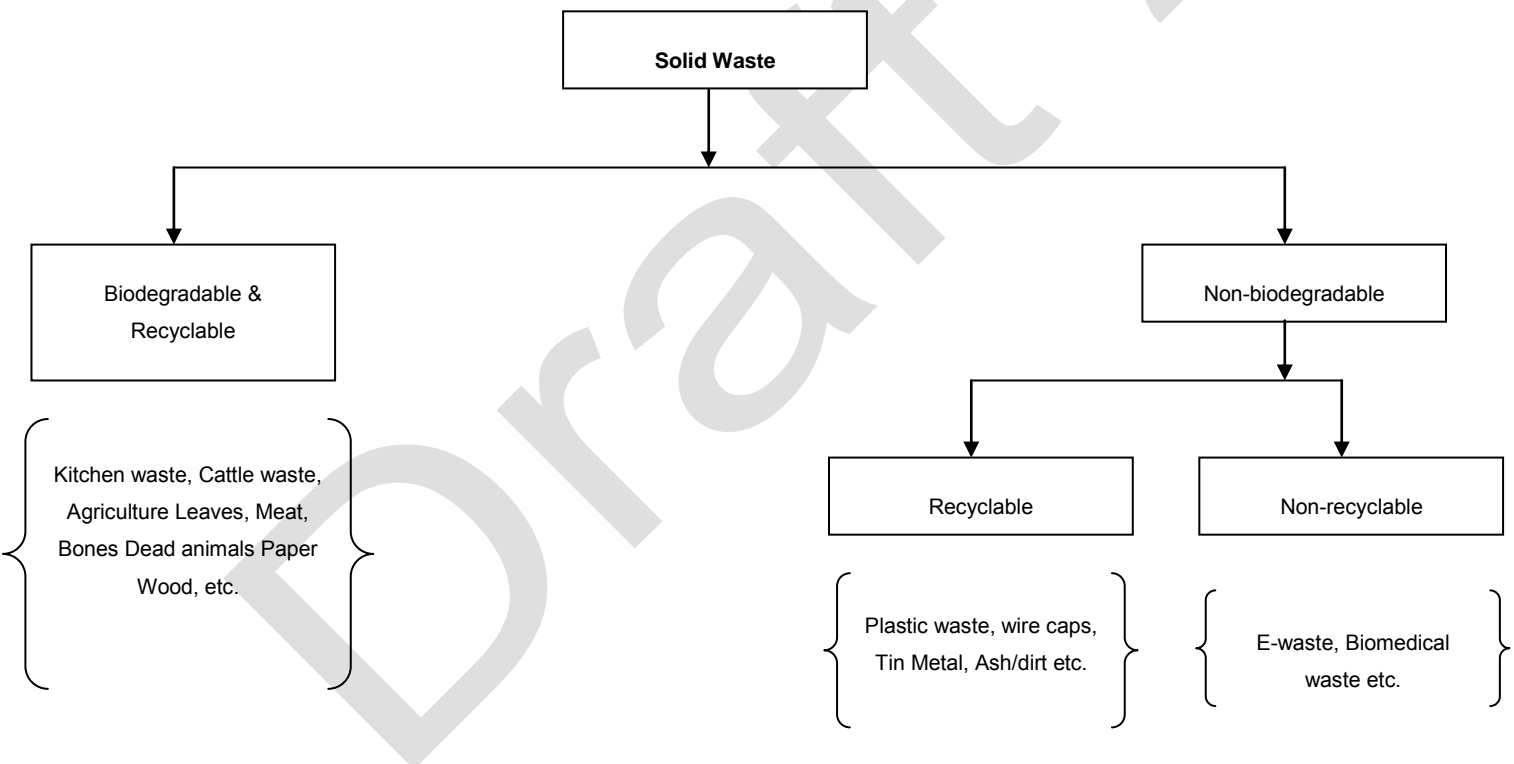 Solid Waste
Biodegradable &
Recyclable
Non-biodegradable
Kitchen waste, Cattle waste,
Agriculture Leaves, Meat,
Bones Dead animals Paper
Wood, etc.
Recyclable
Non-recyclable
Plastic waste, wire caps,
Tin Metal, Ash/dirt etc.
E-waste, Biomedical
waste etc.
Draft